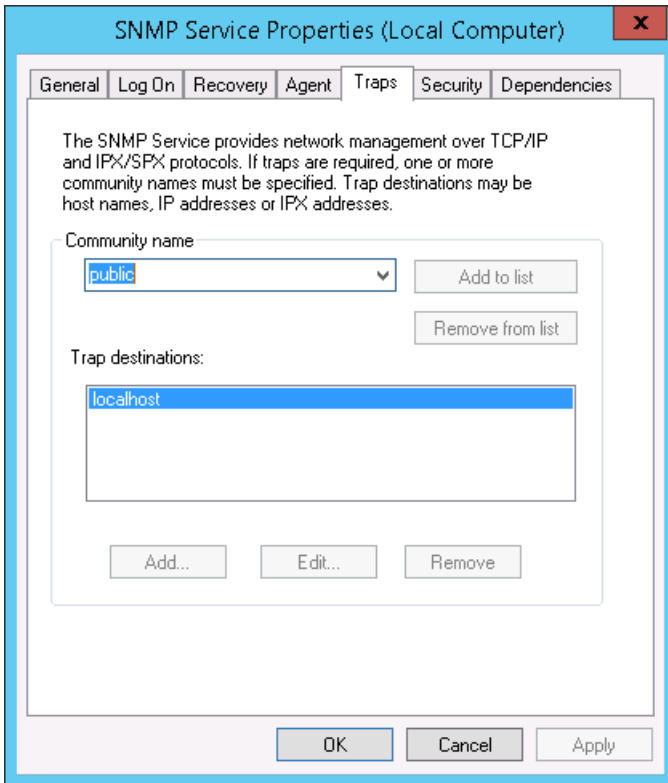 SNMP Service Properties (Local Computer)
x
General Log On Recovery Agent Traps Security Dependencies
The SNMP Service provides network management over TCP/IP
and IPX/SPX protocols. If traps are required, one or more
community names must be specified. Trap destinations may be
host names, IP addresses or IPX addresses.
Community name
public
Add to list
Remove from list
Trap destinations:
localhost
Add... Edit... Remove
OK Cancel Apply